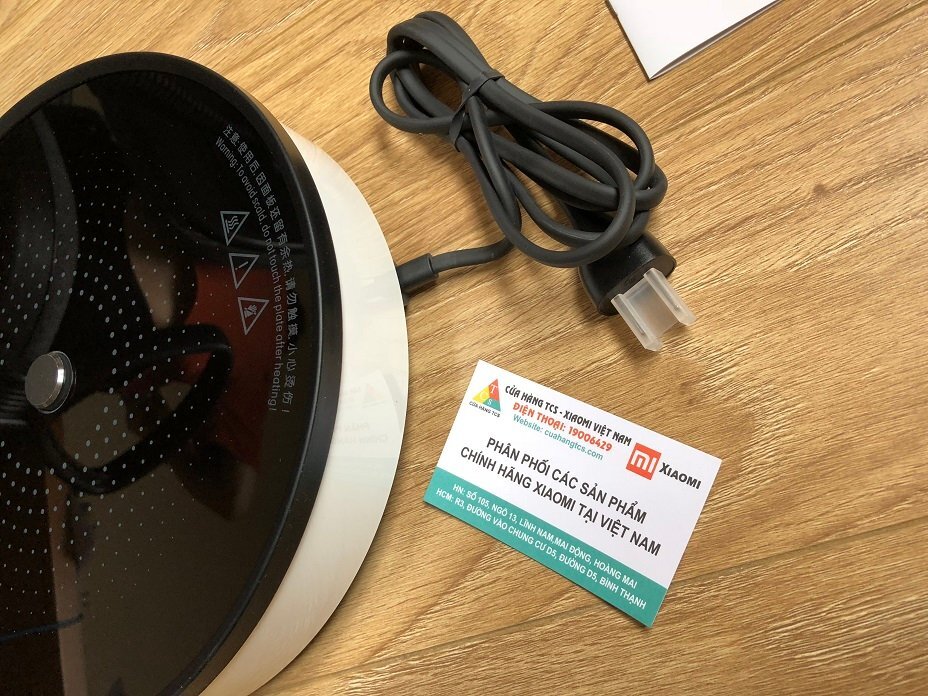 注意:使用后,因面板还留有余热,请勿触摸,小心烫伤!
Warning: To avoid scald, do not touch the plate after heating!
T
CỬA HÀNG TCS
CỬA HÀNG TCS - XIAOMI VIỆT NAM
ĐIỆN THOẠI: 19006429
Website: cuahangtcs.com
mi XIAOMI
PHÂN PHỐI CÁC SẢN PHẨM
CHÍNH HÃNG XIAOMI TẠI VIỆT NAM
HN: SỐ 105, NGÕ 13, LĨNH NAM,MAI ĐỘNG, HOÀNG MAI
HCM: R3, ĐƯỜNG VÀO CHUNG CƯ D5, ĐƯỜNG D5, BÌNH THẠNH